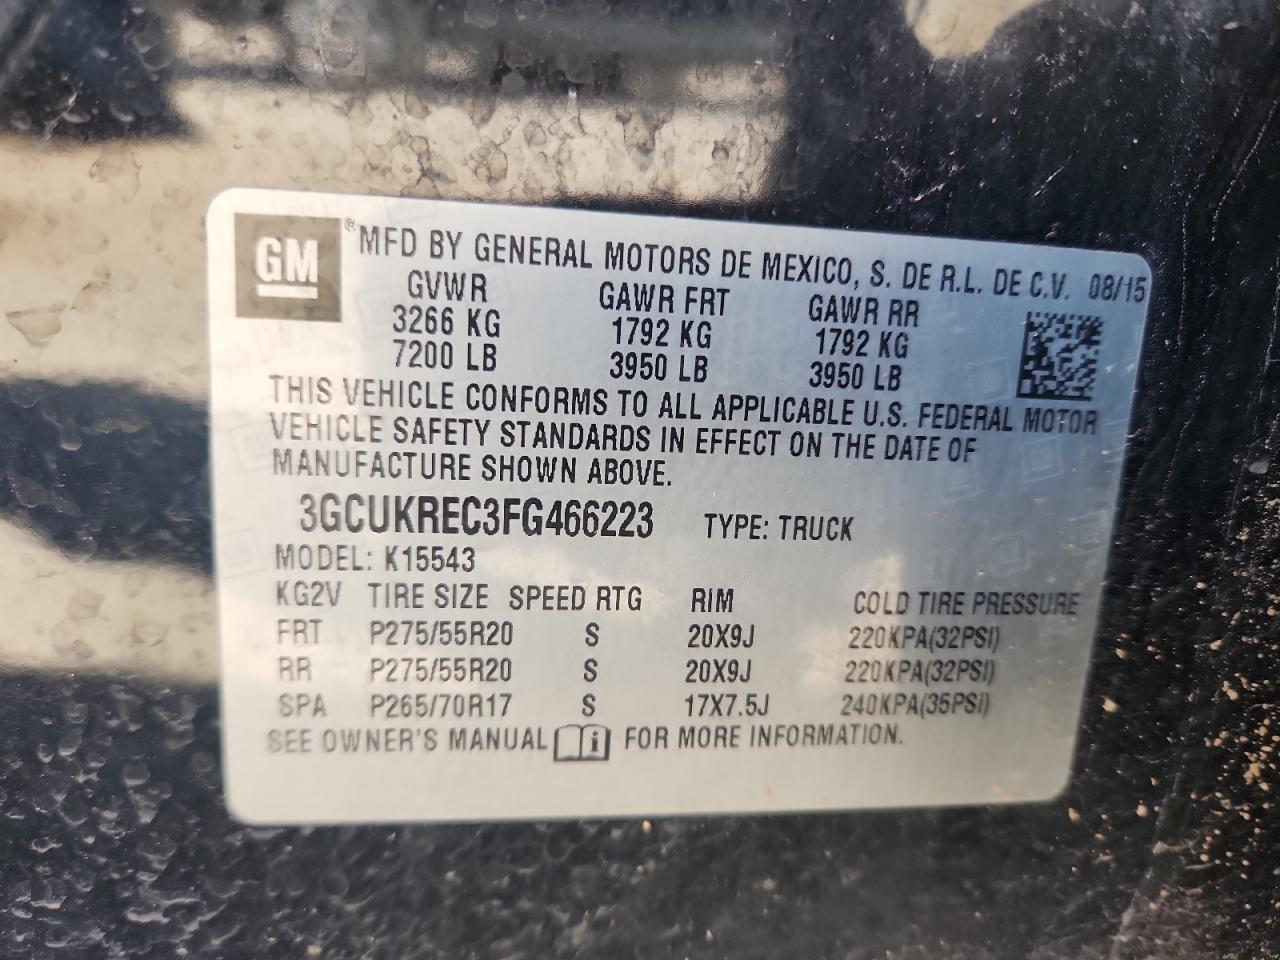 GM ® MFD BY GENERAL MOTORS DE MEXICO, S. DE R.L. DE C.V. 08/15
GVWR GAWR FRT GAWR RR
3266 KG 1792 KG 1792 KG
7200 LB 3950 LB 3950 LB
THIS VEHICLE CONFORMS TO ALL APPLICABLE U.S. FEDERAL MOTOR
VEHICLE SAFETY STANDARDS IN EFFECT ON THE DATE OF
MANUFACTURE SHOWN ABOVE.
3GCUKREC3FG466223 TYPE: TRUCK
MODEL: K15543
KG2V TIRE SIZE SPEED RTG RIM COLD TIRE PRESSURE
FRT P275/55R20 S 20X9J 220KPA(32PSI)
RR P275/55R20 S 20X9J 220KPA(32PSI)
SPA P265/70R17 S 17X7.5J 240KPA(35PSI)
SEE OWNER'S MANUAL i FOR MORE INFORMATION.